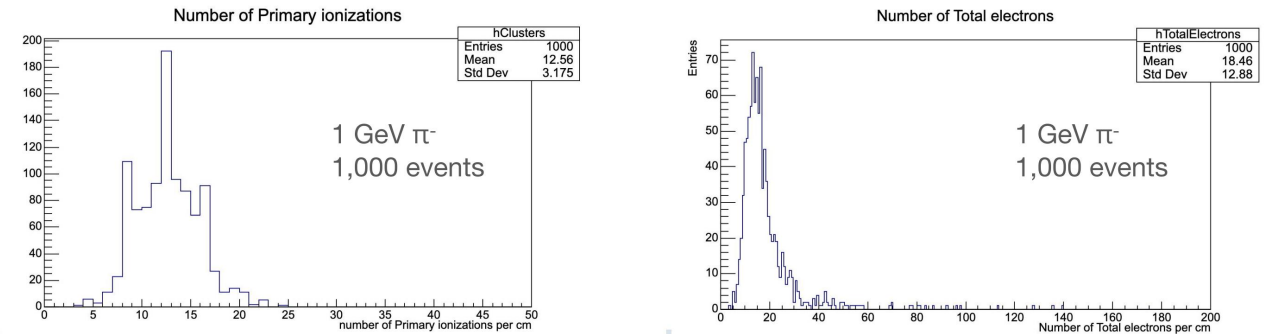 Number of Primary ionizations
hClusters
Entries 1000
Mean 12.56
Std Dev 3.175
200
180
160
140
120
100
80
60
40
20
0
1 GeV π-
1,000 events
0 5 10 15 20 25 30 35 40 45 50
number of Primary ionizations per cm
Number of Total electrons
hTotalElectrons
Entries 1000
Mean 18.46
Std Dev 12.88
Entries
70
60
50
40
30
20
10
0
1 GeV π-
1,000 events
0 20 40 60 80 100 120 140 160 180 200
Number of Total electrons per cm